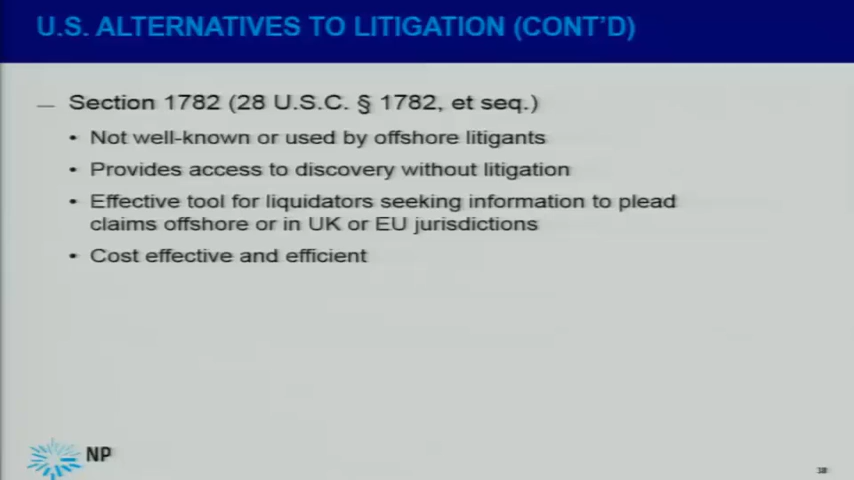 U.S. ALTERNATIVES TO LITIGATION (CONT'D)
— Section 1782 (28 U.S.C. § 1782, et seq.)
• Not well-known or used by offshore litigants
• Provides access to discovery without litigation
• Effective tool for liquidators seeking information to plead
claims offshore or in UK or EU jurisdictions
• Cost effective and efficient
NP